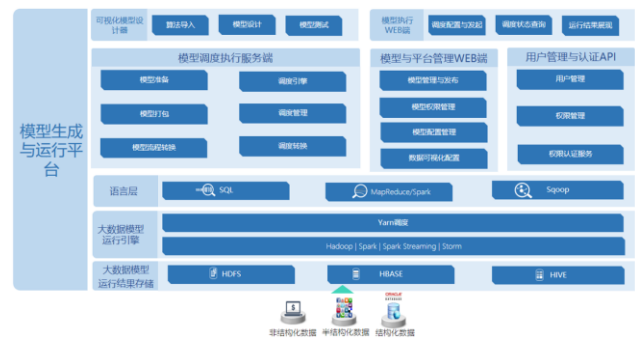 可视化模型设
计器
算法导入
模型设计
模型测试
模型执行
WEB端
调度配置与发起
调度状态查询
运行结果展现
模型生成
与运行平
台
模型调度执行服务端
模型准备
调度引擎
模型打包
调度管理
模型流程转换
调度转换
模型与平台管理WEB端
模型管理与发布
模型权限管理
模型配置管理
数据可视化配置
用户管理与认证API
用户管理
权限管理
权限认证服务
语言层
SQL
MapReduce/Spark
Sqoop
大数据模型
运行引擎
Yarn调度
Hadoop | Spark | Spark Streaming | Storm
大数据模型
运行结果存储
HDFS
HBASE
HIVE
ORACLE
非结构化数据
半结构化数据
结构化数据